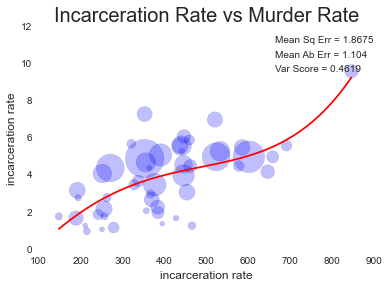 Incarceration Rate vs Murder Rate
Mean Sq Err = 1.8675
Mean Ab Err = 1.104
Var Score = 0.4619
incarceration rate
12
10
8
6
4
2
0
100 200 300 400 500 600 700 800 900
incarceration rate